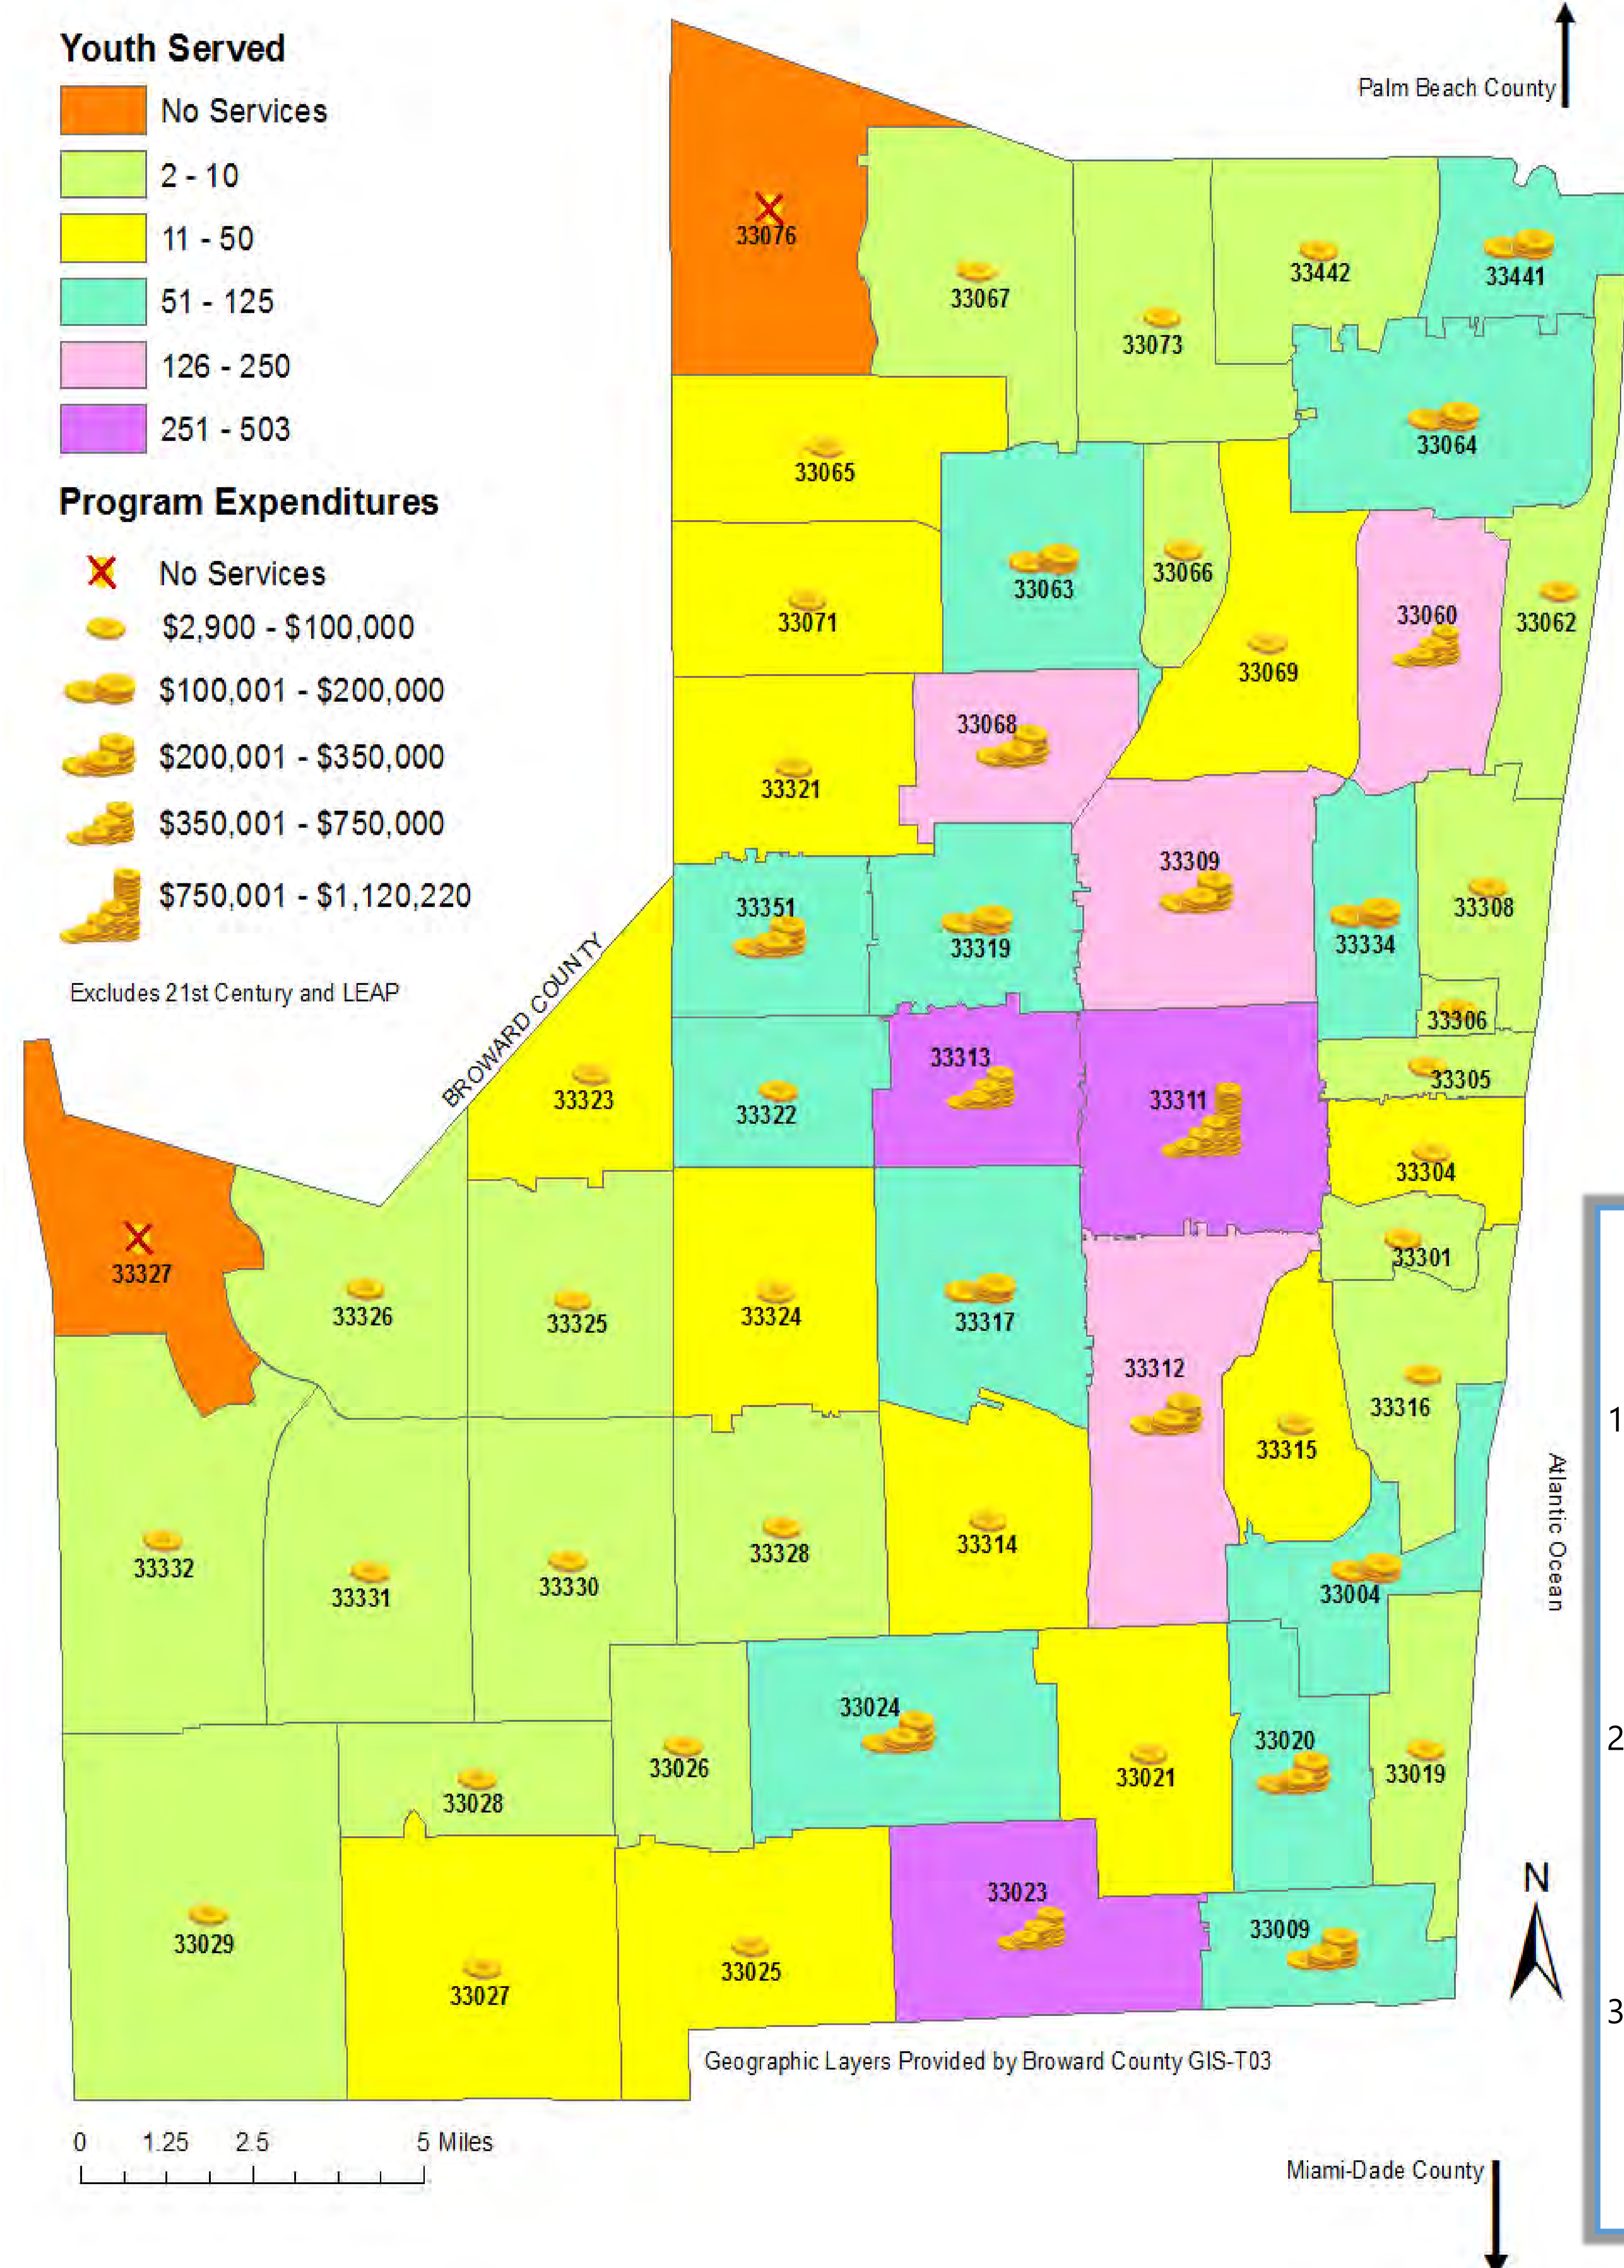 Youth Served
No Services
2 - 10
11 - 50
51 - 125
126 - 250
251 - 503
Program Expenditures
No Services
$2,900 - $100,000
$100,001 - $200,000
$200,001 - $350,000
$350,001 - $750,000
$750,001 - $1,120,220
Excludes 21st Century and LEAP
Palm Beach County
BROWARD COUNTY
33076
33067
33073
33442
33441
33064
33065
33063
33066
33071
33069
33060
33062
33068
33321
33309
33351
33319
33334
33308
33306
33313
33305
33323
33322
33311
33304
33327
33326
33325
33324
33317
33301
33312
33316
33315
33332
33331
33330
33328
33314
33004
33024
33026
33021
33020
33019
33028
33023
33009
33029
33027
33025
Atlantic Ocean
1
2
3
N
Geographic Layers Provided by Broward County GIS-T03
0 1.25 2.5 5 Miles
Miami-Dade County